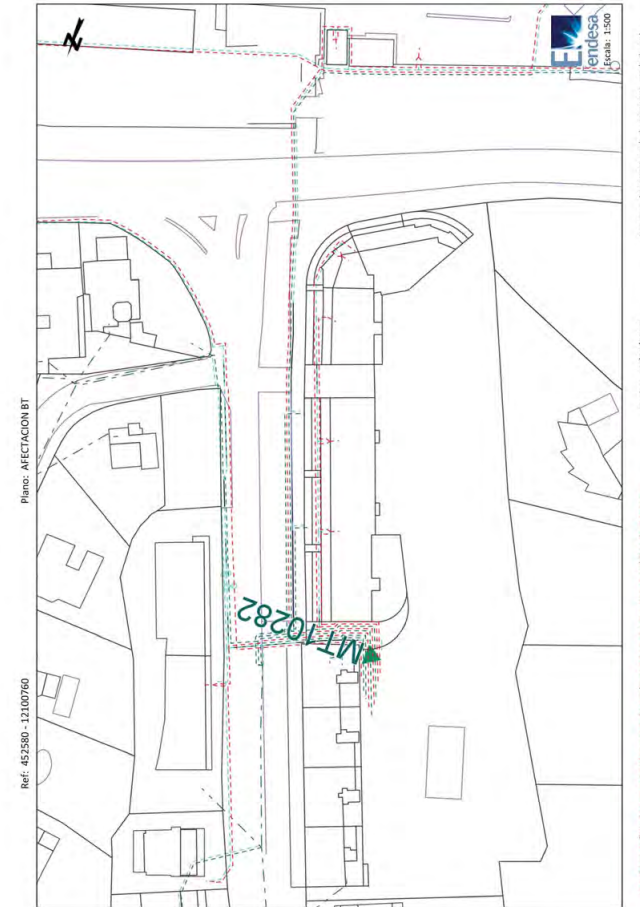 Ref: 452580 - 12100760
Plano: AFECTACION BT
N
MT10282
endesa
Escala: 1:500